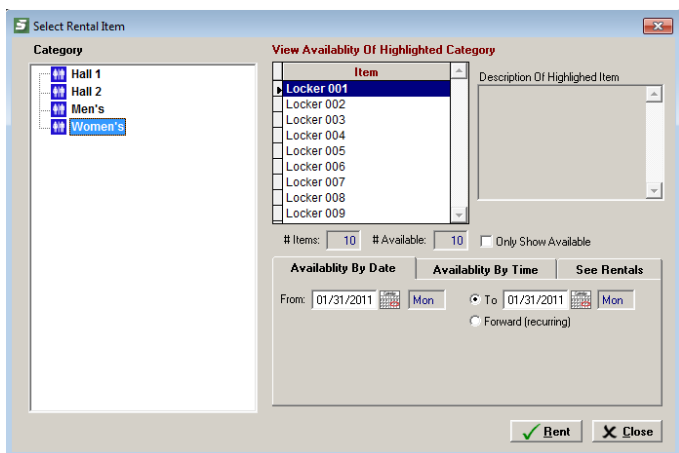 Select Rental Item
Category
Hall 1
Hall 2
Men's
Women's
View Availablity Of Highlighted Category
Item
Locker 001
Locker 002
Locker 003
Locker 004
Locker 005
Locker 006
Locker 007
Locker 008
Locker 009
Description Of Highlighed Item
# Items: 10 # Available: 10 Only Show Available
Availablity By Date Availablity By Time See Rentals
From: 01/31/2011 Mon To 01/31/2011 Mon
Forward (recurring)
Rent Close